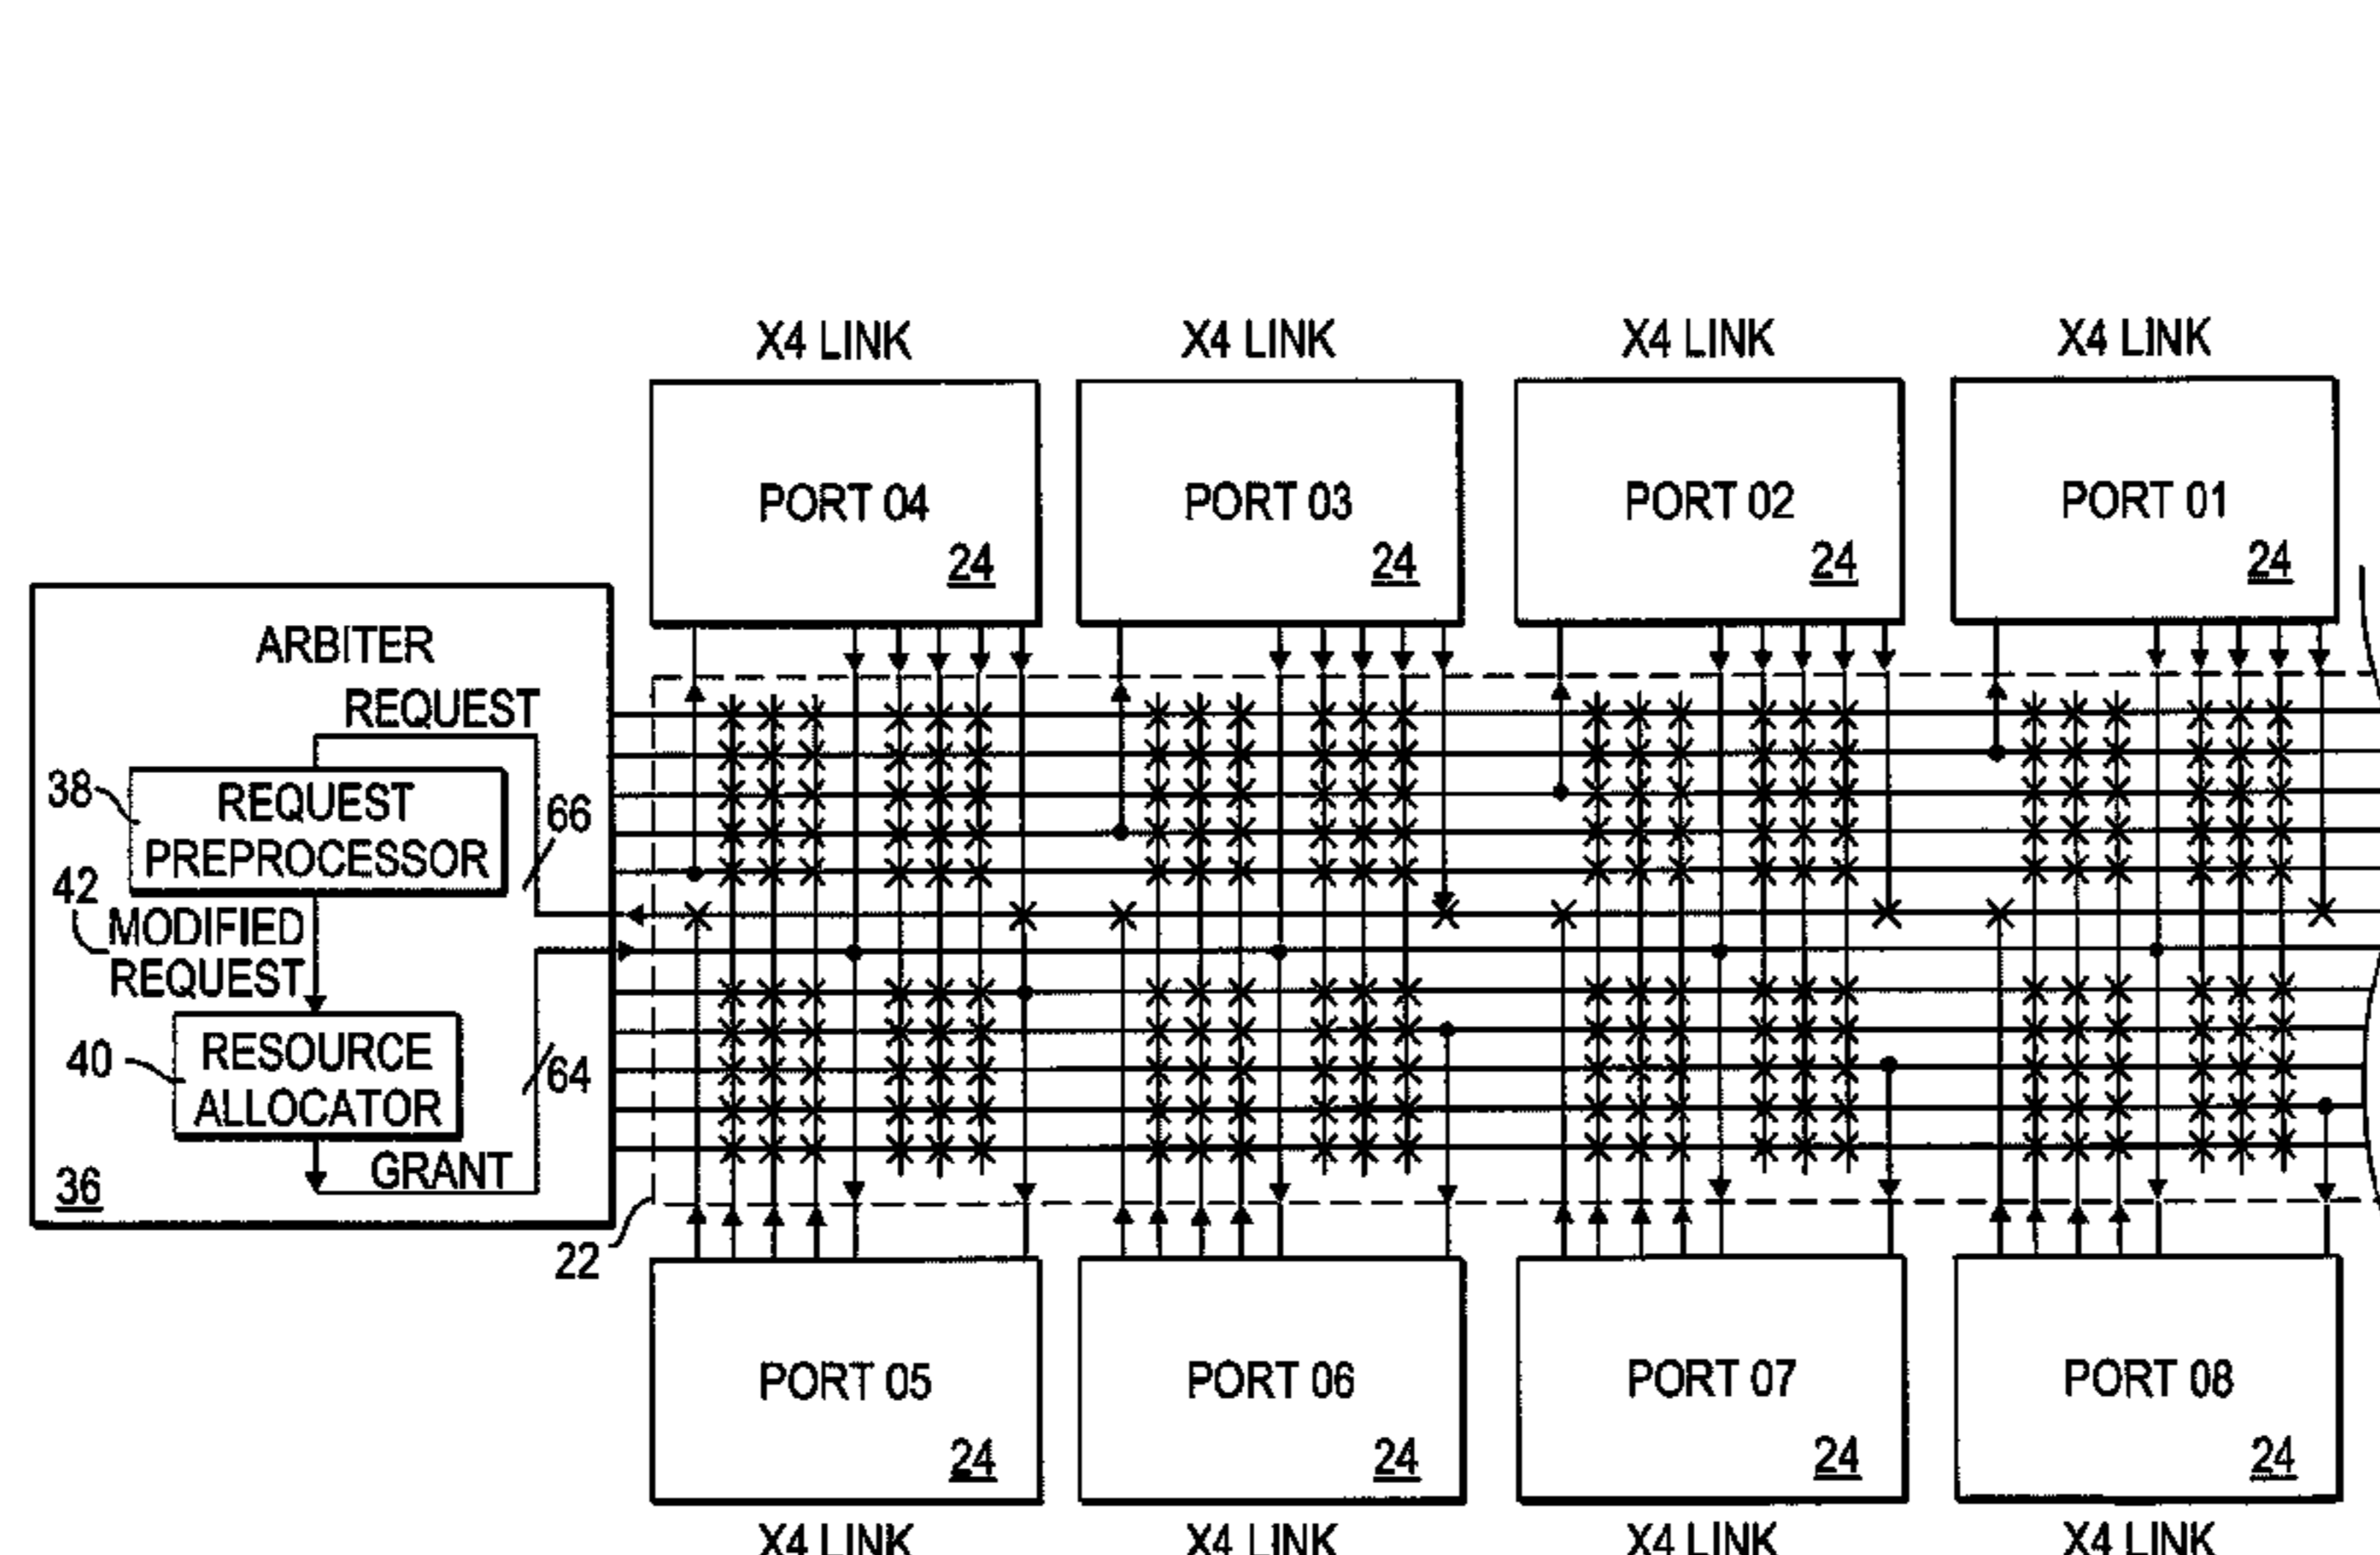 X4 LINK
X4 LINK
X4 LINK
X4 LINK
PORT 04
24
PORT 03
24
PORT 02
24
PORT 01
24
ARBITER
REQUEST
38
REQUEST
PREPROCESSOR
66
42
MODIFIED
REQUEST
40
RESOURCE
ALLOCATOR
64
GRANT
36
22
PORT 05
24
PORT 06
24
PORT 07
24
PORT 08
24
X4 LINK
X4 LINK
X4 LINK
X4 LINK